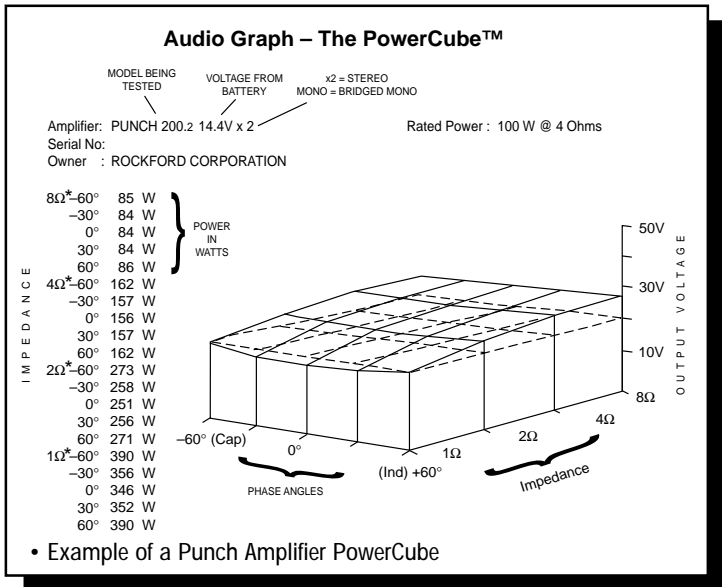 Audio Graph – The PowerCube™
MODEL BEING
TESTED
VOLTAGE FROM
BATTERY
x2 = STEREO
MONO = BRIDGED MONO
Amplifier: PUNCH 200.2 14.4V x 2
Rated Power : 100 W @ 4 Ohms
Serial No:
Owner : ROCKFORD CORPORATION
IMPEDANCE
8Ω*–60° 85 W
–30° 84 W
0° 84 W
30° 84 W
60° 86 W
4Ω*–60° 162 W
–30° 157 W
0° 156 W
30° 157 W
60° 162 W
2Ω*–60° 273 W
–30° 258 W
0° 251 W
30° 256 W
60° 271 W
1Ω*–60° 390 W
–30° 356 W
0° 346 W
30° 352 W
60° 390 W
POWER
IN
WATTS
50V
30V
10V
OUTPUT VOLTAGE
8Ω
4Ω
2Ω
1Ω
Impedance
–60° (Cap)
0°
(Ind) +60°
PHASE ANGLES
• Example of a Punch Amplifier PowerCube